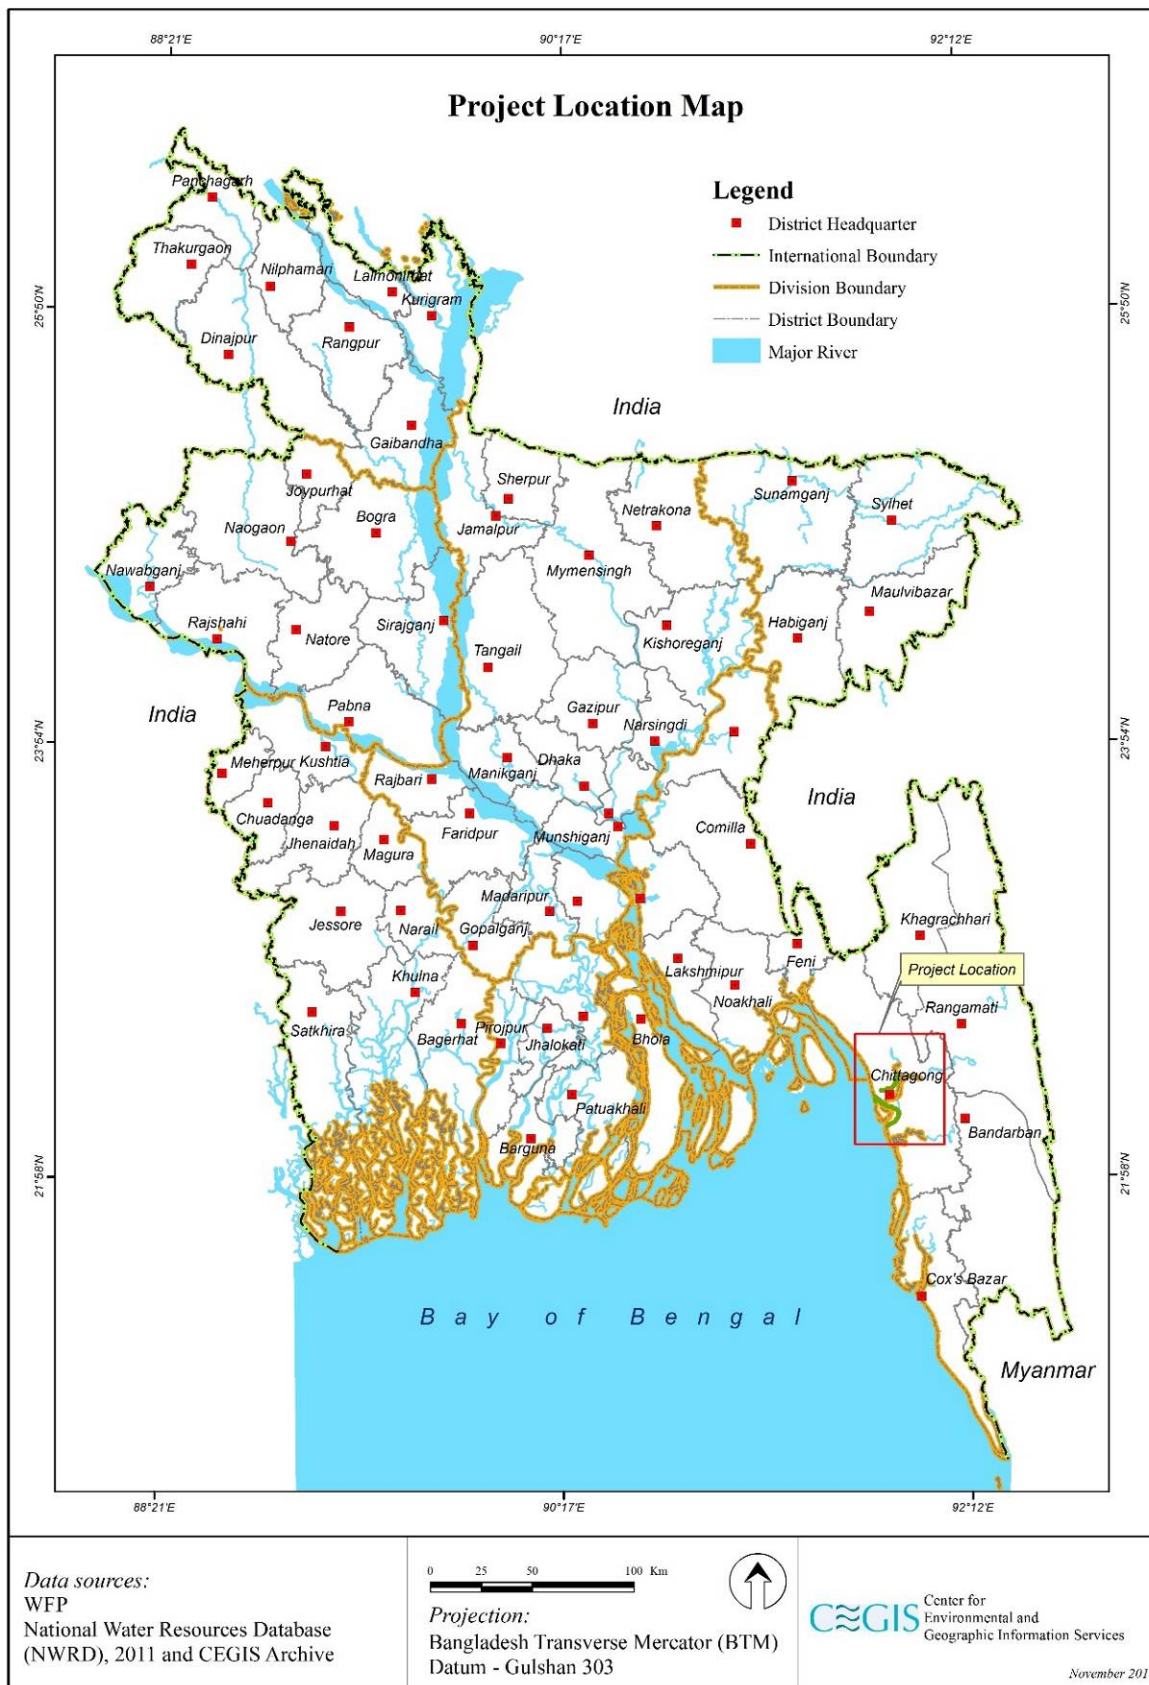 88°21'E
90°17'E
92°12'E
Project Location Map
Legend
District Headquarter
International Boundary
Division Boundary
District Boundary
Major River
25°50'N
25°50'N
Panchagarh
Thakurgaon
Nilphamari
Lalmonirhat
Kurigram
Dinajpur
Rangpur
India
Gaibandha
Joypurhat
Sherpur
Sunamganj
Sylhet
Naogaon
Bogra
Jamalpur
Netrakona
Nawabganj
Mymensingh
Maulvibazar
Rajshahi
Natore
Sirajganj
Kishoreganj
Habiganj
Tangail
India
Pabna
Gazipur
Narsingdi
23°54'N
23°54'N
Meherpur
Kushtia
Rajbari
Manikganj
Dhaka
India
Chuadanga
Jhenaidah
Magura
Faridpur
Munshiganj
Comilla
Madaripur
Jessore
Narail
Gopalganj
Khagrachhari
Khulna
Lakshmipur
Feni
Project Location
Noakhali
Rangamati
Satkhira
Bagerhat
Pirojpur
Jhalokati
Bhola
Chittagong
Patuakhali
Bandarban
Barguna
21°58'N
21°58'N
Cox's Bazar
Bay of Bengal
Myanmar
88°21'E
90°17'E
92°12'E
Data sources:
WFP
National Water Resources Database
(NWRD), 2011 and CEGIS Archive
0 25 50 100 Km
Projection:
Bangladesh Transverse Mercator (BTM)
Datum - Gulshan 303
CEGIS
Center for
Environmental and
Geographic Information Services
November 201